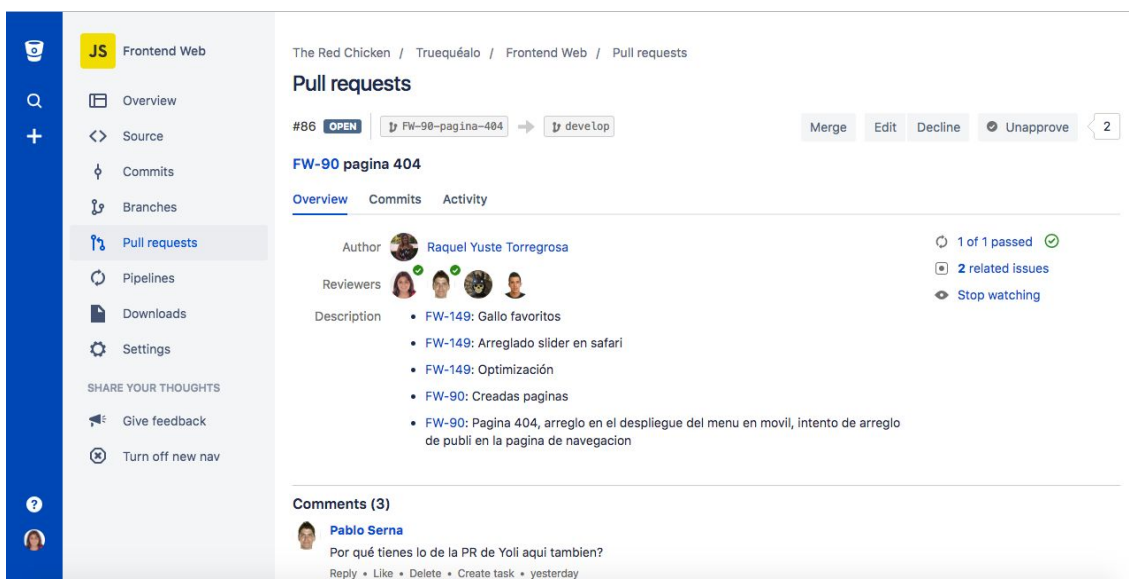 JS Frontend Web
Overview
Source
Commits
Branches
Pull requests
Pipelines
Downloads
Settings
SHARE YOUR THOUGHTS
Give feedback
Turn off new nav
The Red Chicken / Truequéalo / Frontend Web / Pull requests
Pull requests
#86 OPEN FW-90-pagina-404 develop Merge Edit Decline Unapprove 2
FW-90 pagina 404
Overview Commits Activity
Author Raquel Yuste Torregrosa
Reviewers
Description • FW-149: Gallo favoritos
• FW-149: Arreglado slider en safari
• FW-149: Optimización
• FW-90: Creadas paginas
• FW-90: Pagina 404, arreglo en el despliegue del menu en movil, intento de arreglo
de publi en la pagina de navegacion
1 of 1 passed
2 related issues
Stop watching
Comments (3)
Pablo Serna
Por qué tienes lo de la PR de Yoli aqui tambien?
Reply • Like • Delete • Create task • yesterday